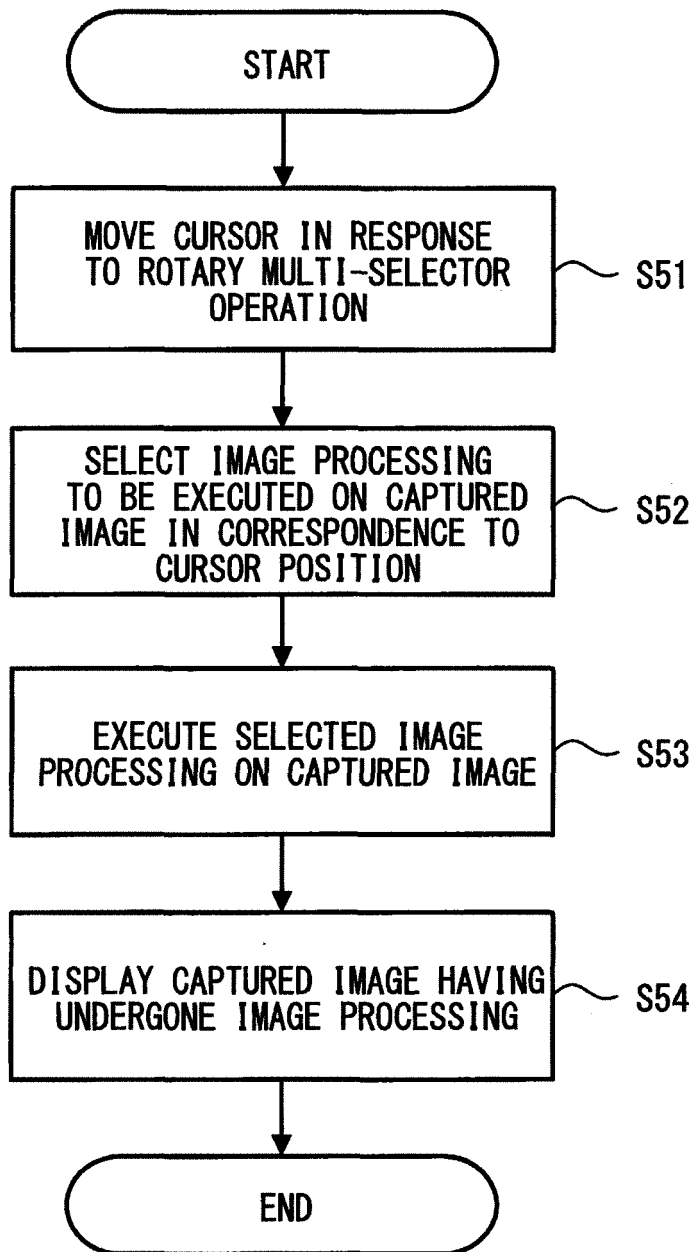 START
MOVE CURSOR IN RESPONSE
TO ROTARY MULTI-SELECTOR
OPERATION
S51
SELECT IMAGE PROCESSING
TO BE EXECUTED ON CAPTURED
IMAGE IN CORRESPONDENCE TO
CURSOR POSITION
S52
EXECUTE SELECTED IMAGE
PROCESSING ON CAPTURED IMAGE
S53
DISPLAY CAPTURED IMAGE HAVING
UNDERGONE IMAGE PROCESSING
S54
END